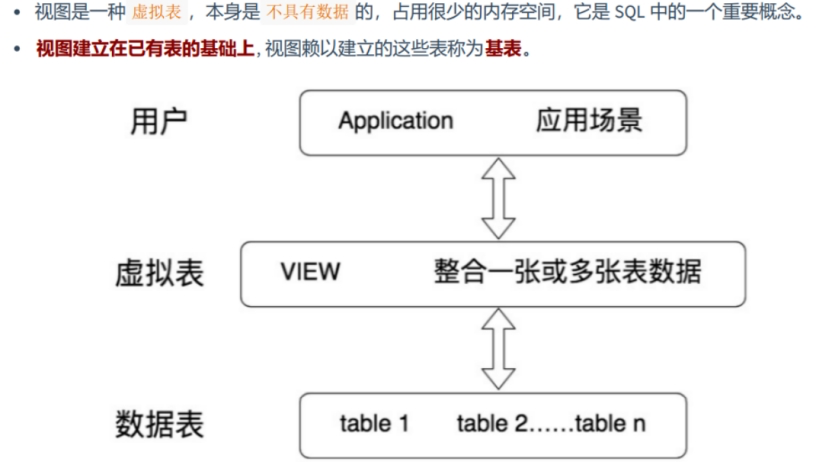 • 视图是一种 虚拟表 ，本身是 不具有数据 的，占用很少的内存空间，它是 SQL 中的一个重要概念。
• 视图建立在已有表的基础上, 视图赖以建立的这些表称为基表。
用户 Application 应用场景
虚拟表 VIEW 整合一张或多张表数据
数据表 table 1 table 2……table n